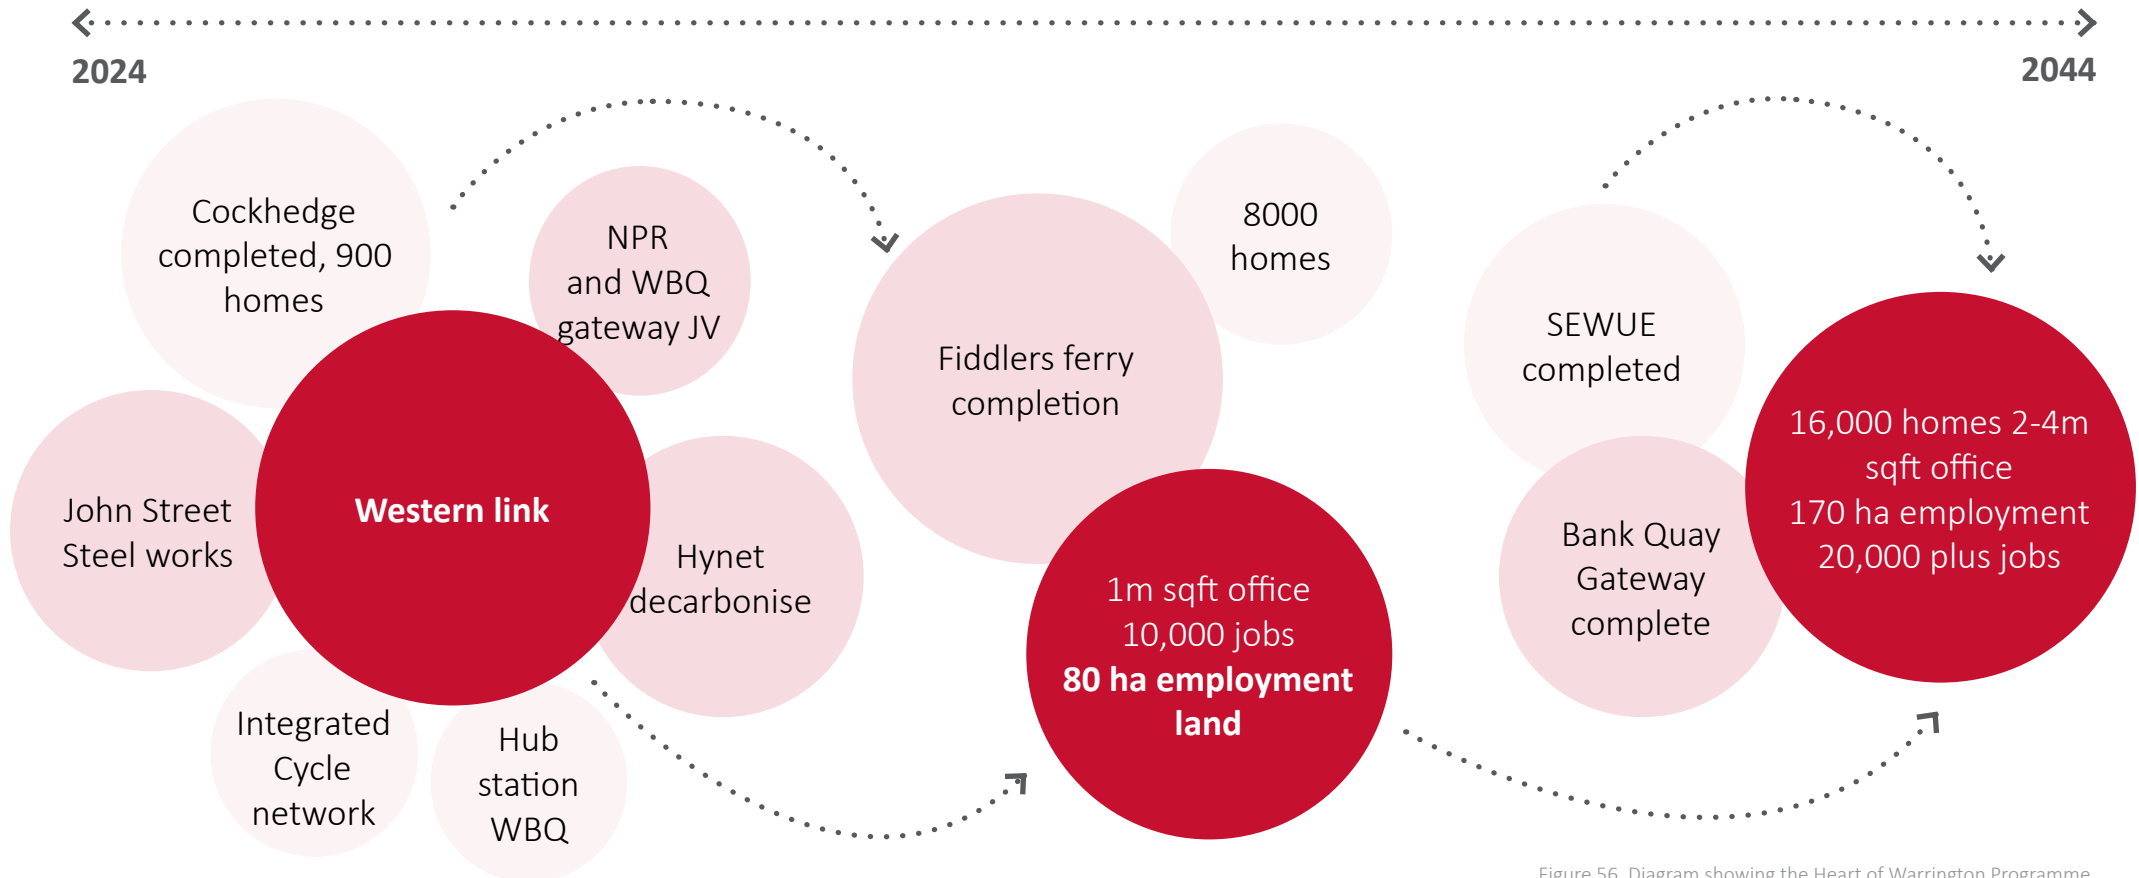 2024
2044
Cockhedge
completed, 900
homes
NPR
and WBQ
gateway JV
John Street
Steel works
Western link
Hynet
decarbonise
Integrated
Cycle
network
Hub
station
WBQ
Fiddlers ferry
completion
8000
homes
1m sqft office
10,000 jobs
80 ha employment
land
SEWUE
completed
Bank Quay
Gateway
complete
16,000 homes 2-4m
sqft office
170 ha employment
20,000 plus jobs
Figure 56. Diagram showing the Heart of Warrington Programme